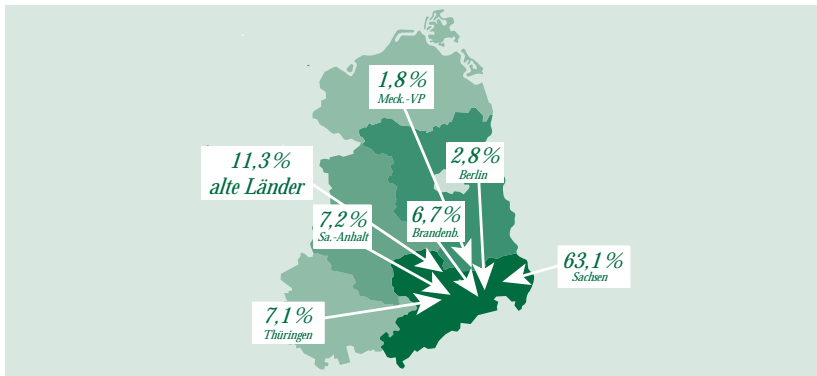 1,8 %
Meck.-VP
11,3 %
alte Länder
2,8 %
Berlin
7,2 %
Sa.-Anhalt
6,7 %
Brandenb.
63,1 %
Sachsen
7,1 %
Thüringen